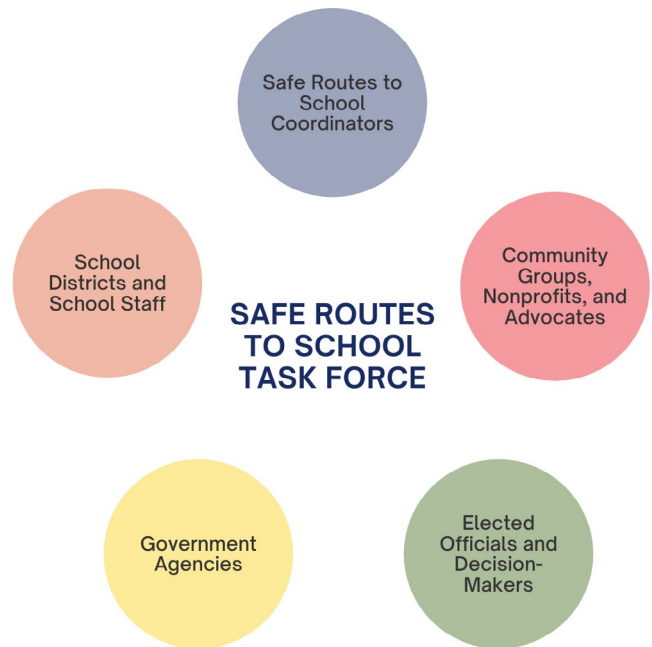 Safe Routes to
School
Coordinators
School
Districts and
School Staff
Community
Groups,
Nonprofits, and
Advocates
SAFE ROUTES
TO SCHOOL
TASK FORCE
Government
Agencies
Elected
Officials and
Decision-
Makers